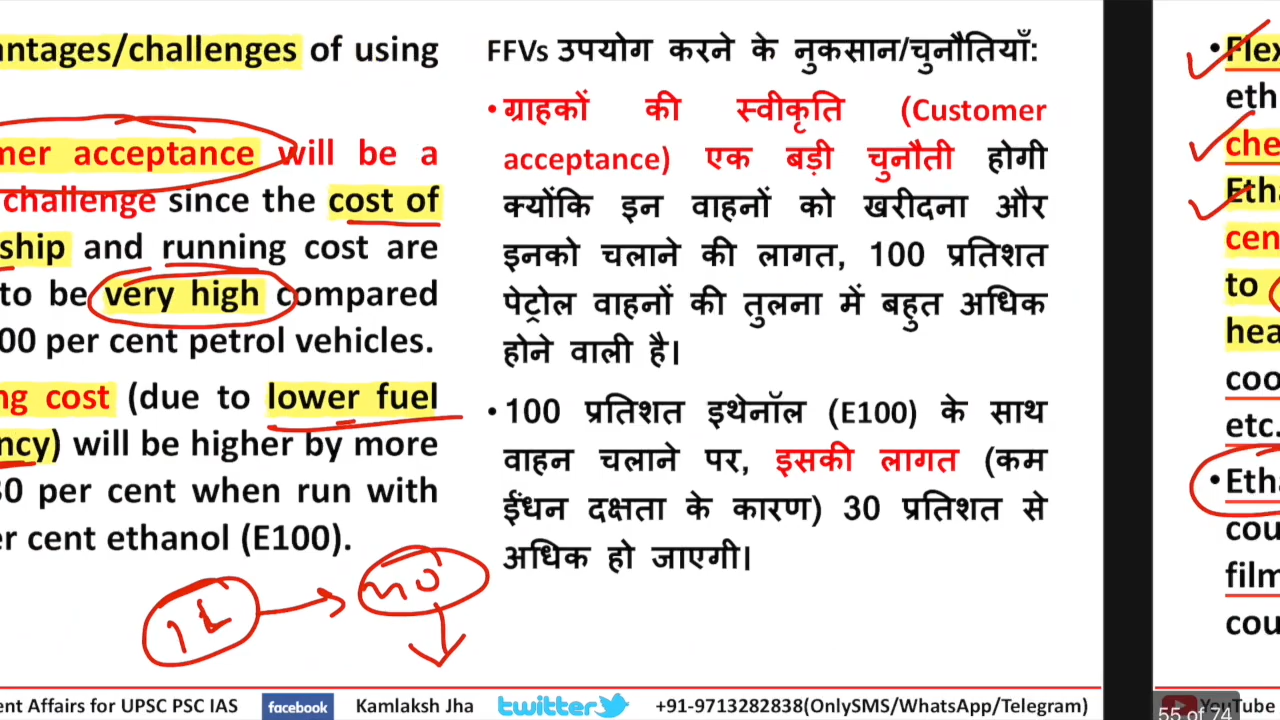 antages/challenges of using
mer acceptance will be a
challenge since the cost of
ship and running cost are
to be very high compared
00 per cent petrol vehicles.
ng cost (due to lower fuel
ncy) will be higher by more
30 per cent when run with
er cent ethanol (E100).
1L
FFVs उपयोग करने के नुकसान/चुनौतियाँ:
•ग्राहकों की स्वीकृति (Customer
acceptance) एक बड़ी चुनौती होगी
क्योंकि इन वाहनों को खरीदना और
इनको चलाने की लागत, 100 प्रतिशत
पेट्रोल वाहनों की तुलना में बहुत अधिक
होने वाली है।
•100 प्रतिशत इथेनॉल (E100) के साथ
वाहन चलाने पर, इसकी लागत (कम
ईंधन दक्षता के कारण) 30 प्रतिशत से
अधिक हो जाएगी।
•Flex
eth
che
Etha
cen
to
hea
coo
etc.
•Etha
cou
film
cou
ent Affairs for UPSC PSC IAS facebook Kamlaksh Jha twitter +91-9713282838(OnlySMS/WhatsApp/Telegram) YouTube
55 of 74